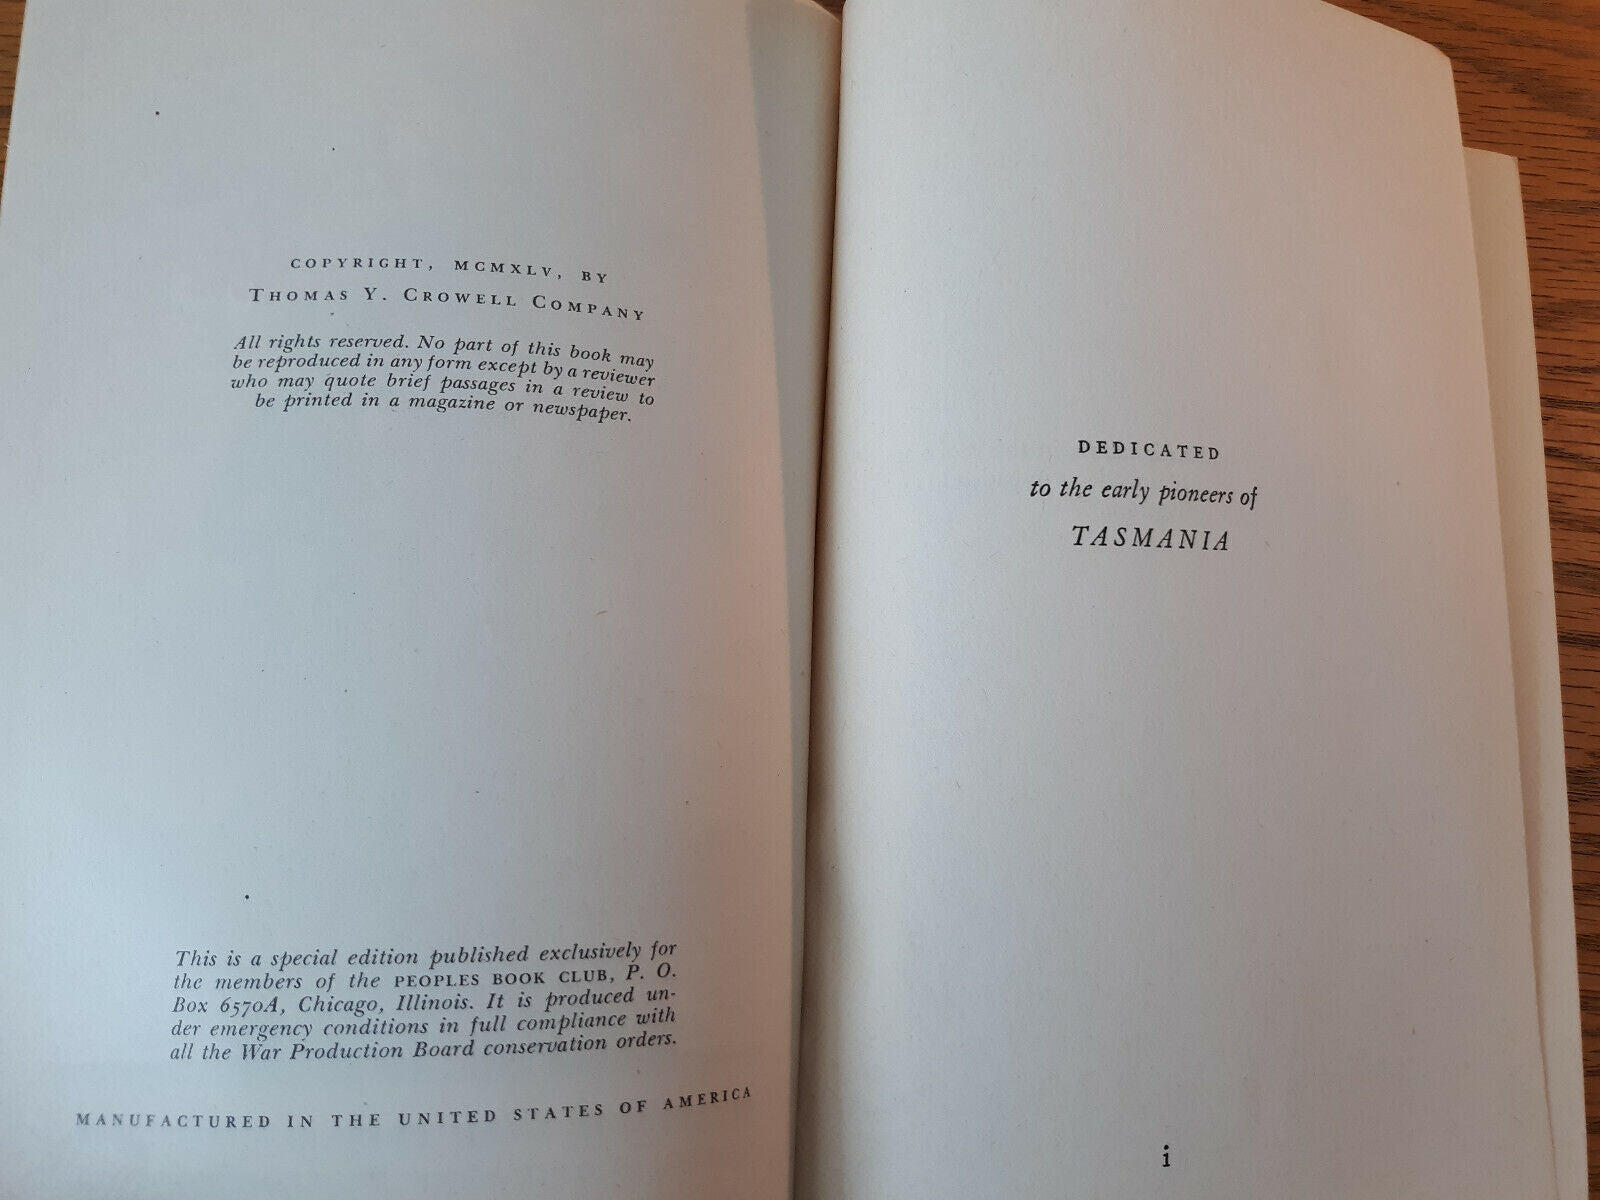 COPYRIGHT, MCMXLV, BY
THOMAS Y. CROWELL COMPANY
All rights reserved. No part of this book may
be reproduced in any form except by a reviewer
who may quote brief passages in a review to
be printed in a magazine or newspaper.
This is a special edition published exclusively for
the members of the PEOPLES BOOK CLUB, P. O.
Box 6570A, Chicago, Illinois. It is produced un-
der emergency conditions in full compliance with
all the War Production Board conservation orders.
MANUFACTURED IN THE UNITED STATES OF AMERICA
DEDICATED
to the early pioneers of
TASMANIA
i